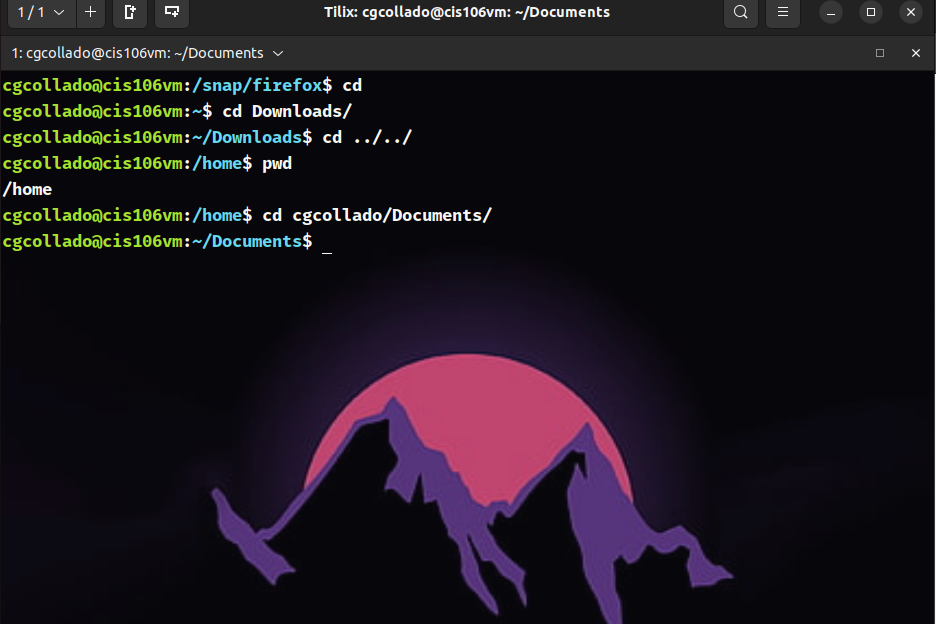 1 / 1
Tilix: cgcollado@cis106vm: ~/Documents
1: cgcollado@cis106vm: ~/Documents
cgcollado@cis106vm:/snap/firefox$ cd
cgcollado@cis106vm:~$ cd Downloads/
cgcollado@cis106vm:~/Downloads$ cd ../../
cgcollado@cis106vm:/home$ pwd
/home
cgcollado@cis106vm:/home$ cd cgcollado/Documents/
cgcollado@cis106vm:~/Documents$ _